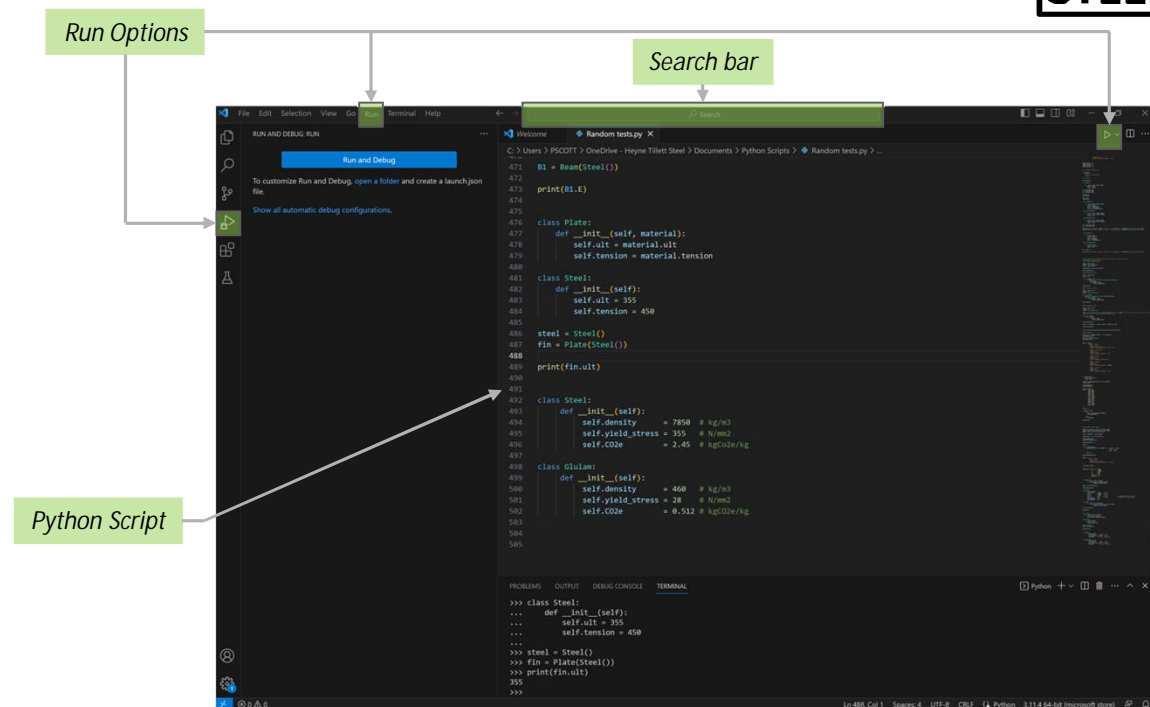 STEEL
Run Options
Search bar
File Edit Selection View Go Run Terminal Help
Search
RUN AND DEBUG: RUN
Run and Debug
To customize Run and Debug, open a folder and create a launch.json
file.
Show all automatic debug configurations.
Welcome
Random tests.py
C: > Users > PSCOTT > OneDrive - Heyne Tillett Steel > Documents > Python Scripts > Random tests.py > ...
471 B1 = Beam(Steel())
472
473 print(B1.E)
474
475
476 class Plate:
477 def __init__(self, material):
478 self.ult = material.ult
479 self.tension = material.tension
480
481 class Steel:
482 def __init__(self):
483 self.ult = 355
484 self.tension = 450
485
486 steel = Steel()
487 fin = Plate(Steel())
488
489 print(fin.ult)
490
491
492 class Steel:
493 def __init__(self):
494 self.density = 7850 # kg/m3
495 self.yield_stress = 355 # N/mm2
496 self.CO2e = 2.45 # kgCo2e/kg
497
498 class Glulam:
499 def __init__(self):
500 self.density = 460 # kg/m3
501 self.yield_stress = 28 # N/mm2
502 self.CO2e = 0.512 # kgCO2e/kg
503
504
505
Python Script
PROBLEMS OUTPUT DEBUG CONSOLE TERMINAL
Python
>>> class Steel:
... def __init__(self):
... self.ult = 355
... self.tension = 450
...
>>> steel = Steel()
>>> fin = Plate(Steel())
>>> print(fin.ult)
355
>>>
1
0 0
Ln 488, Col 1 Spaces: 4 UTF-8 CRLF Python 3.11.4 64-bit (microsoft store)